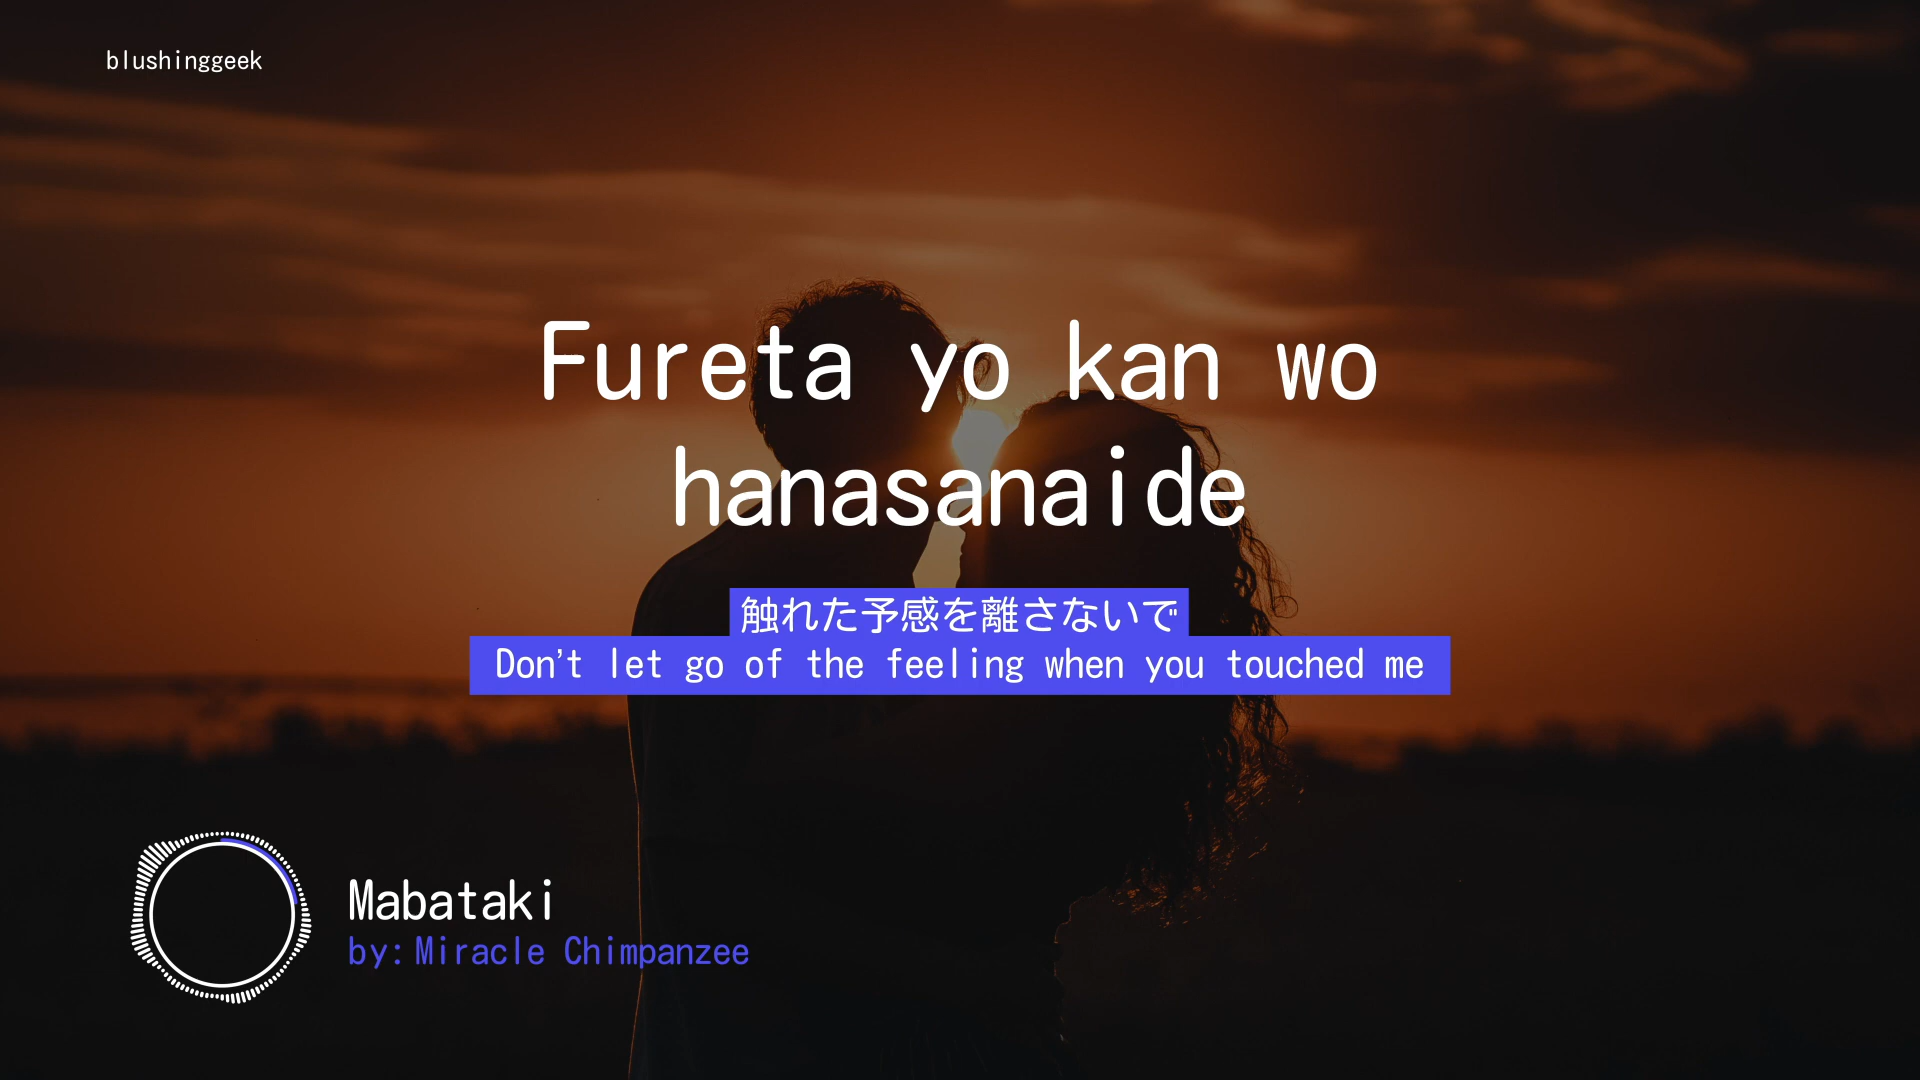 blushinggeek
Fureta yo kan wo
hanasanaide
触れた予感を離さないで
Don't let go of the feeling when you touched me
Mabataki
by: Miracle Chimpanzee